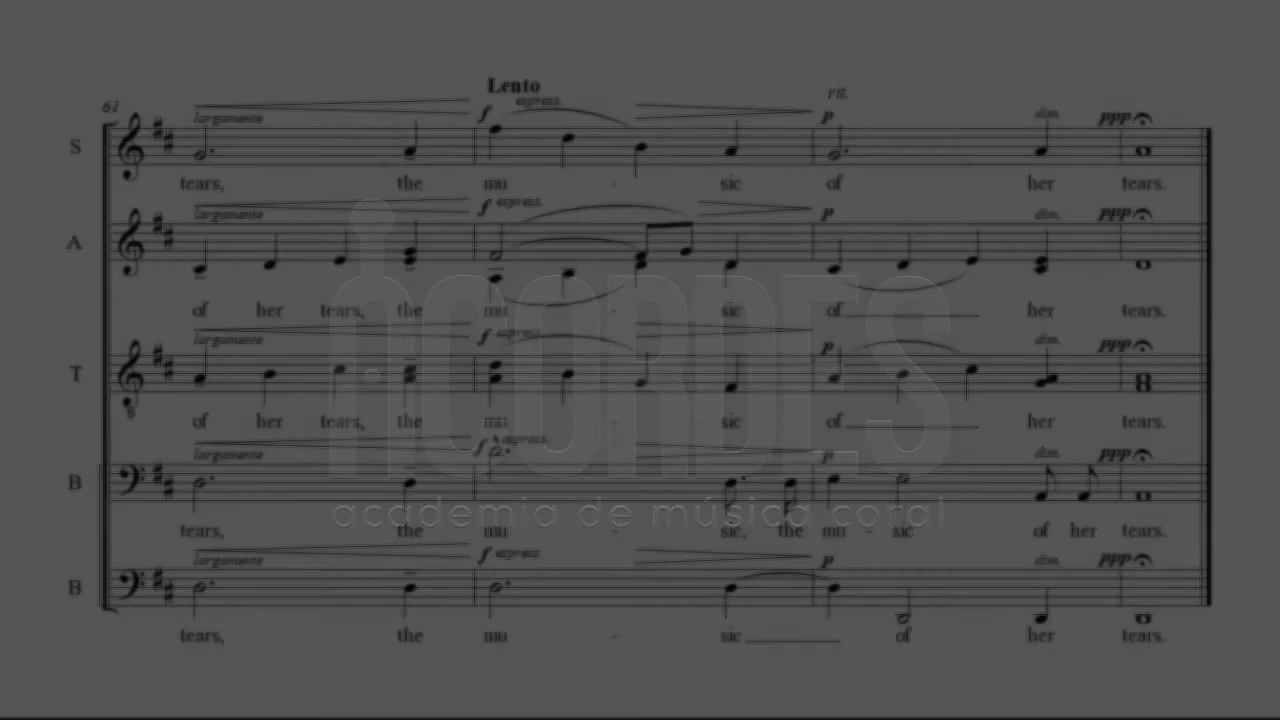 Lento
61
largamente
f express.
rit.
p
dim.
ppp
S
tears, the mu - sic of her tears.
largamente
f express.
p
dim.
ppp
A
of her tears, the mu - sic of her tears.
largamente
f express.
p
dim.
ppp
T
8
of her tears, the mu - sic of her tears.
largamente
f express.
p
dim.
ppp
B
tears, the mu - sic, the mu - sic of her tears.
largamente
f express.
p
dim.
ppp
B
tears, the mu - sic of her tears.
ACORDES
academia de música coral